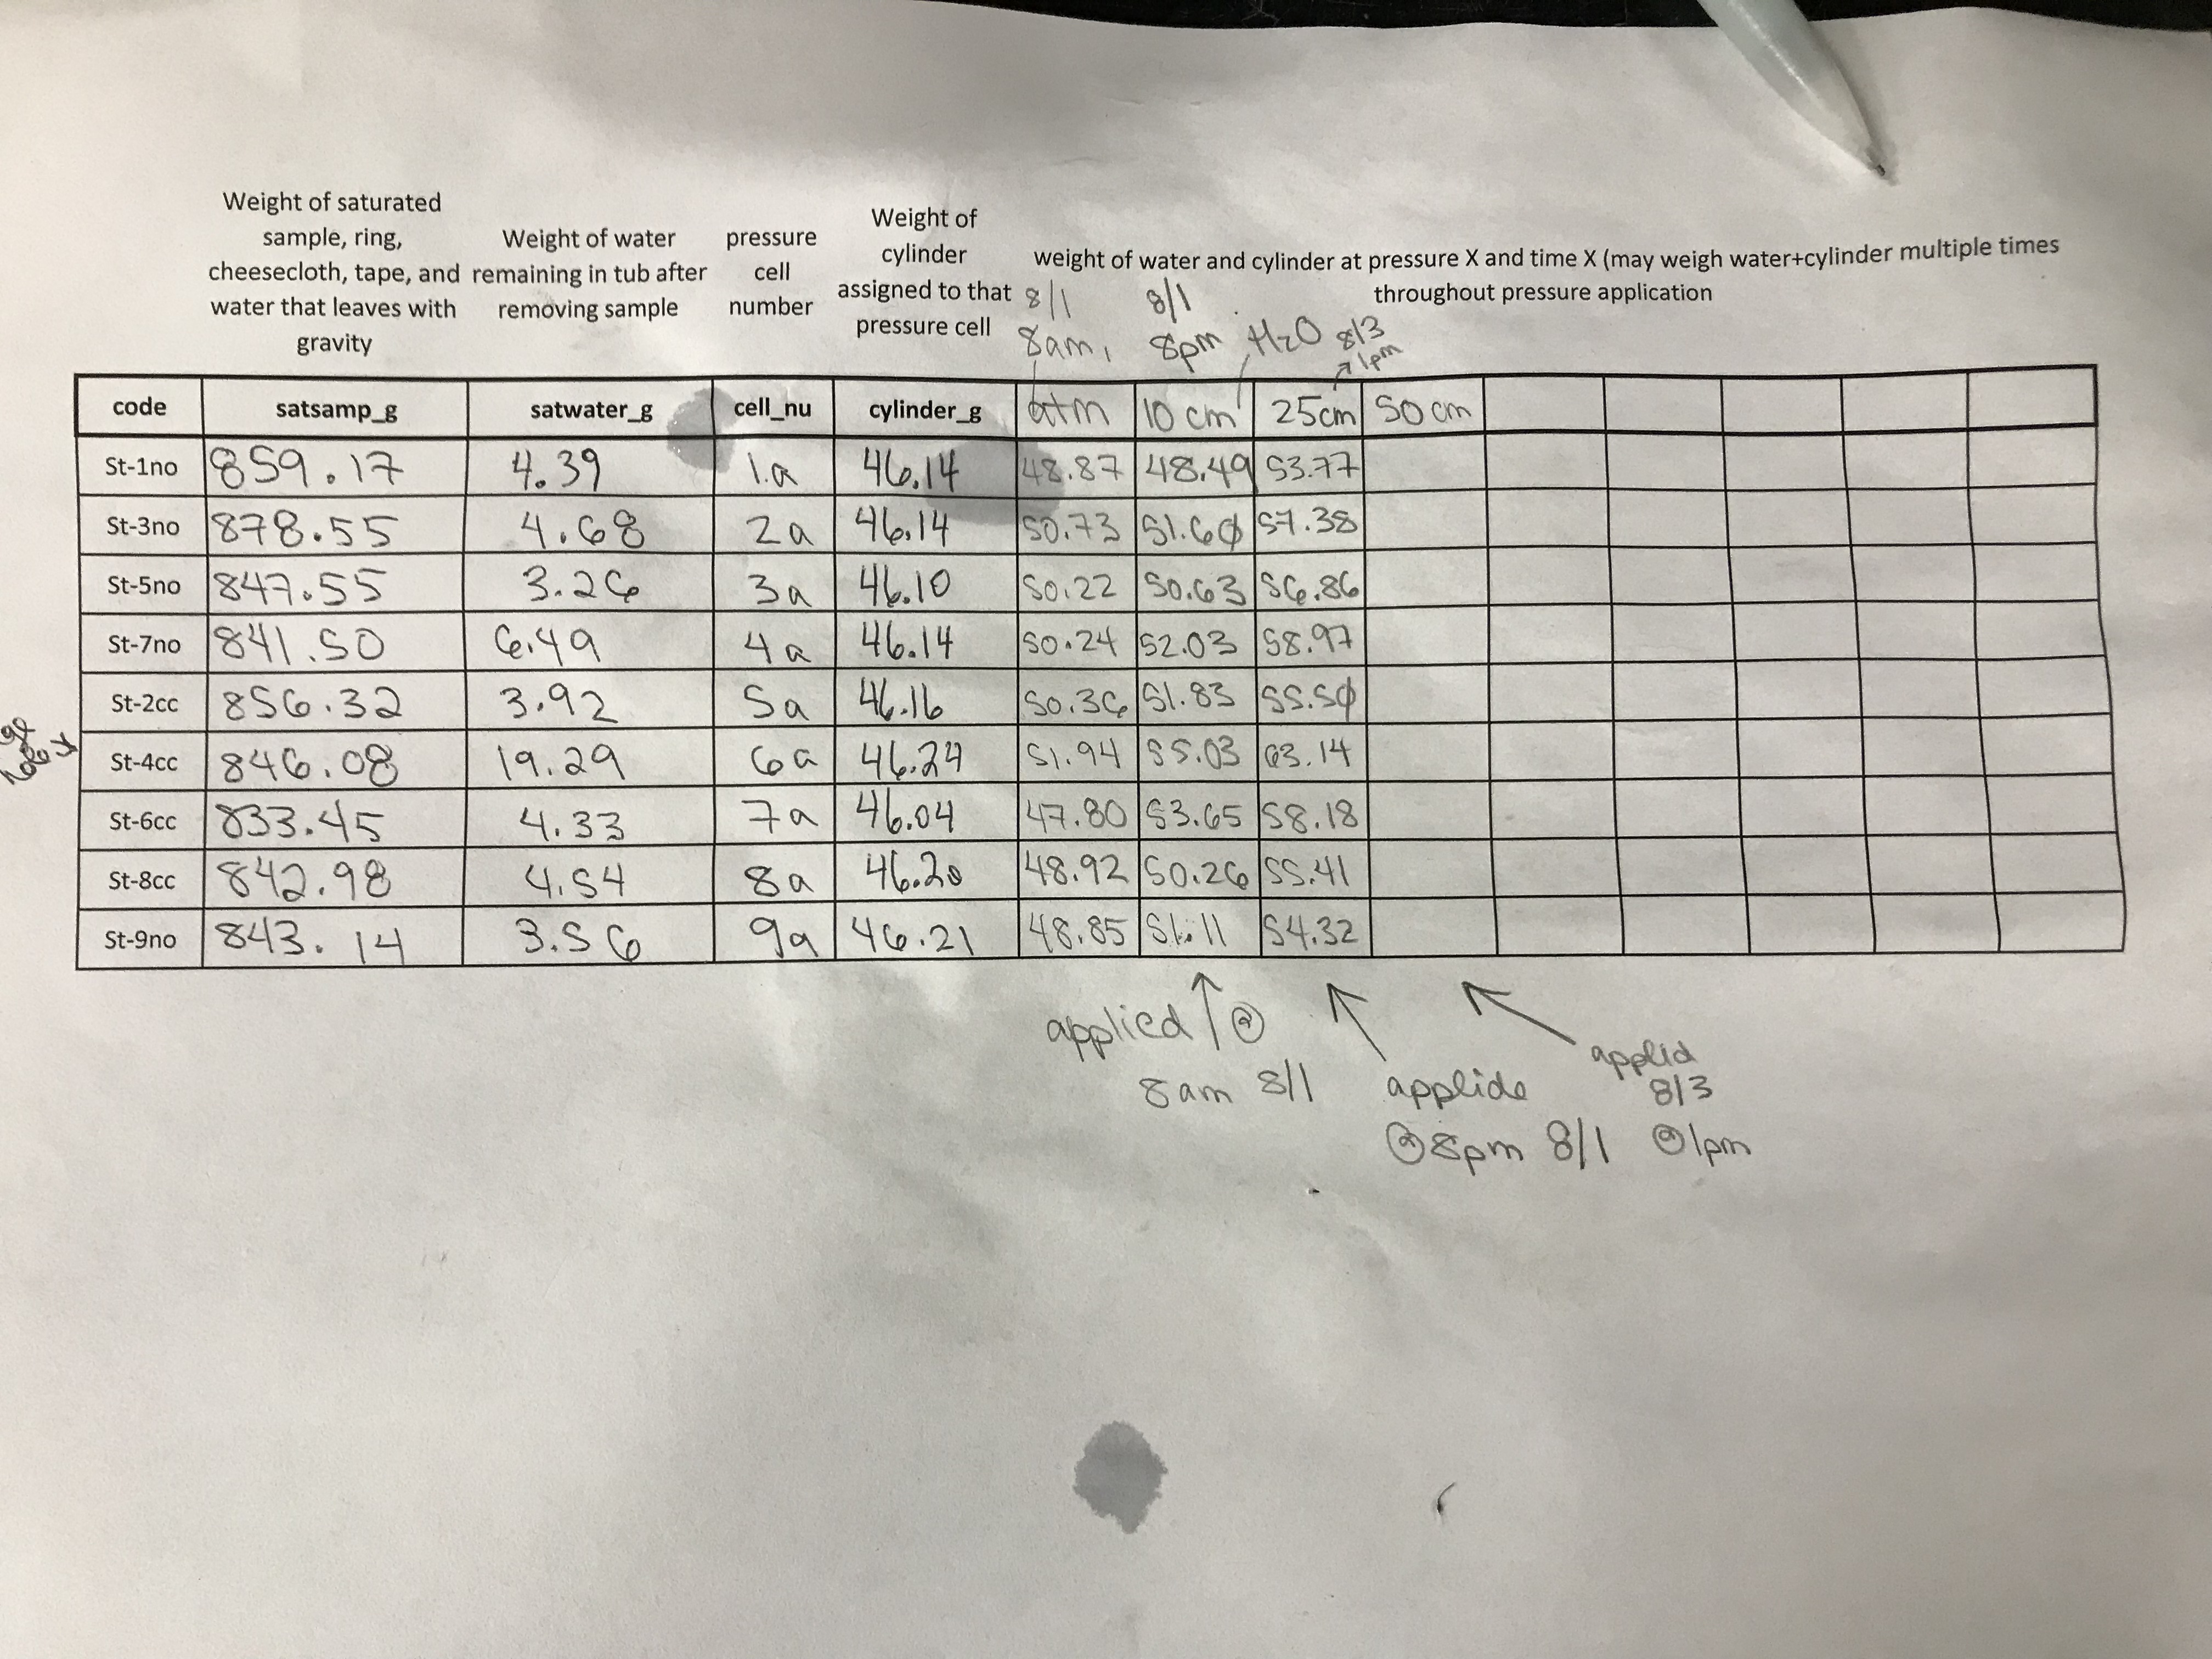 Weight of saturated
sample, ring,
cheesecloth, tape, and
water that leaves with
gravity
Weight of water
remaining in tub after
removing sample
pressure
cell
number
Weight of
cylinder
assigned to that
pressure cell
weight of water and cylinder at pressure X and time X (may weigh water+cylinder multiple times
throughout pressure application
8/1
8am,
8/1
8pm
H2O
8/3
1pm
code satsamp_g satwater_g cell_nu cylinder_g atm 10 cm 25cm 50 cm
St-1no 859.17 4.39 1a 46.14 48.87 48.49 53.77
St-3no 878.55 4.68 2a 46.14 50.73 51.60 57.38
St-5no 847.55 3.26 3a 46.10 50.22 50.63 56.86
St-7no 841.50 6.49 4a 46.14 50.24 52.03 58.97
St-2cc 856.32 3.92 5a 46.16 50.36 51.83 55.50
St-4cc 846.08 19.29 6a 46.24 51.94 55.03 63.14
St-6cc 833.45 4.33 7a 46.04 47.80 53.65 58.18
St-8cc 842.98 4.54 8a 46.20 48.92 50.26 55.41
St-9no 843.14 3.56 9a 46.21 48.85 51.11 54.32
applied @
8am 8/1
applide
@8pm 8/1
applid
8/3
@1pm